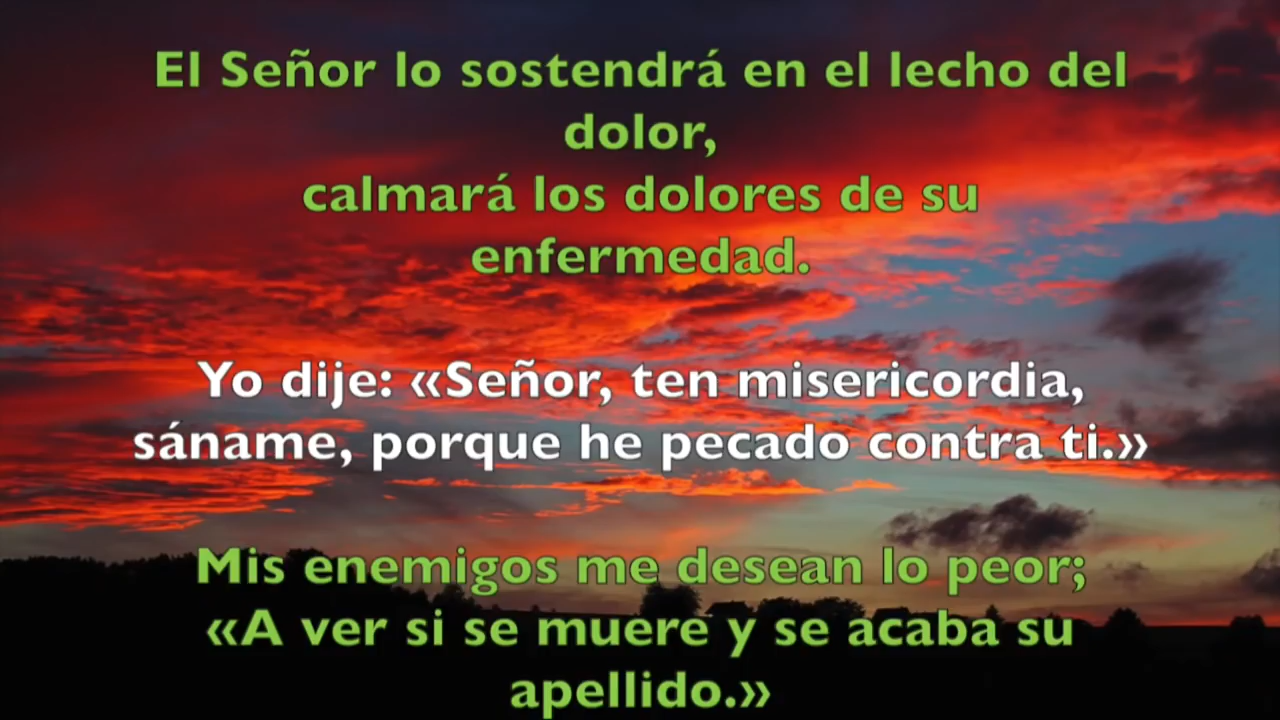 El Señor lo sostendrá en el lecho del
dolor,
calmará los dolores de su
enfermedad.
Yo dije: «Señor, ten misericordia,
sáname, porque he pecado contra ti.»
Mis enemigos me desean lo peor;
«A ver si se muere y se acaba su
apellido.»